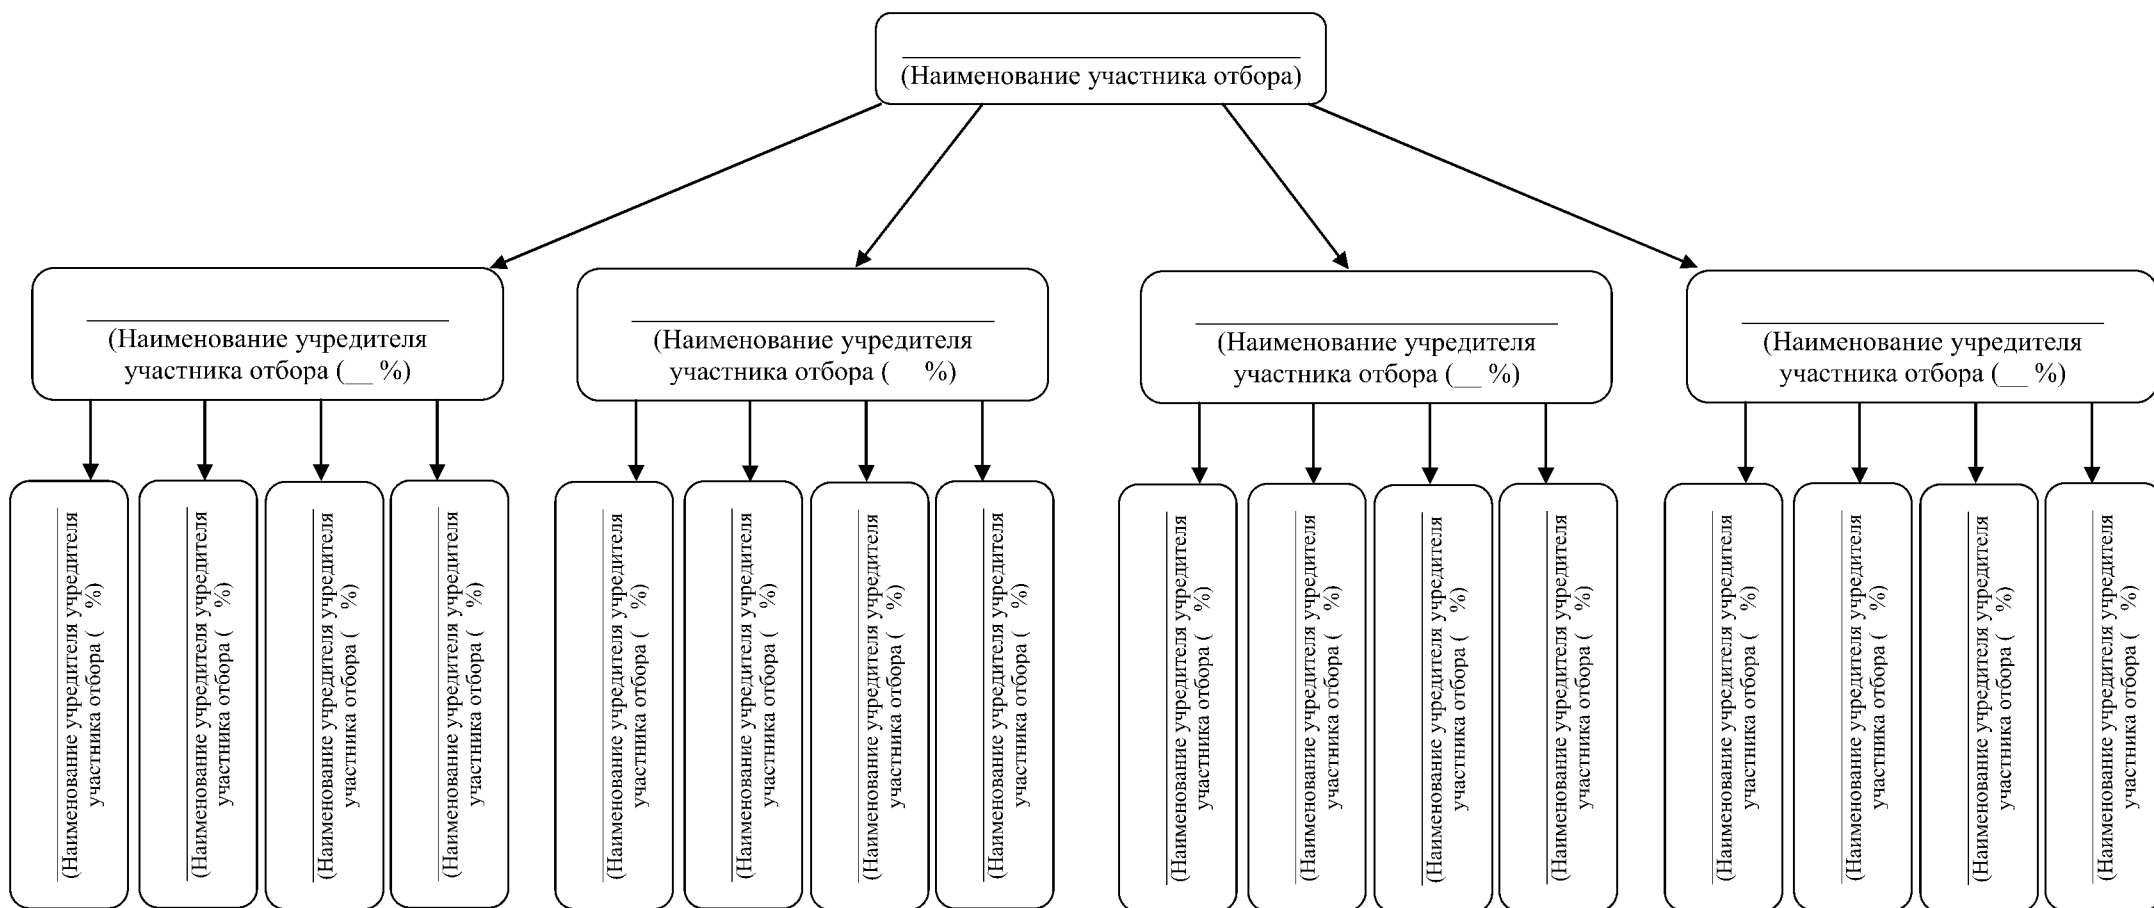 (Наименование участника отбора)
(Наименование учредителя
участника отбора (__ %)
(Наименование учредителя
участника отбора ( %)
(Наименование учредителя
участника отбора (__ %)
(Наименование учредителя
участника отбора (__ %)
(Наименование учредителя учредителя
участника отбора ( %)
(Наименование учредителя учредителя
участника отбора ( %)
(Наименование учредителя учредителя
участника отбора ( %)
(Наименование учредителя учредителя
участника отбора ( %)
(Наименование учредителя учредителя
участника отбора ( %)
(Наименование учредителя учредителя
участника отбора ( %)
(Наименование учредителя учредителя
участника отбора ( %)
(Наименование учредителя учредителя
участника отбора ( %)
(Наименование учредителя учредителя
участника отбора ( %)
(Наименование учредителя учредителя
участника отбора ( %)
(Наименование учредителя учредителя
участника отбора ( %)
(Наименование учредителя учредителя
участника отбора ( %)
(Наименование учредителя учредителя
участника отбора ( %)
(Наименование учредителя учредителя
участника отбора ( %)
(Наименование учредителя учредителя
участника отбора ( %)
(Наименование учредителя учредителя
участника отбора ( %)